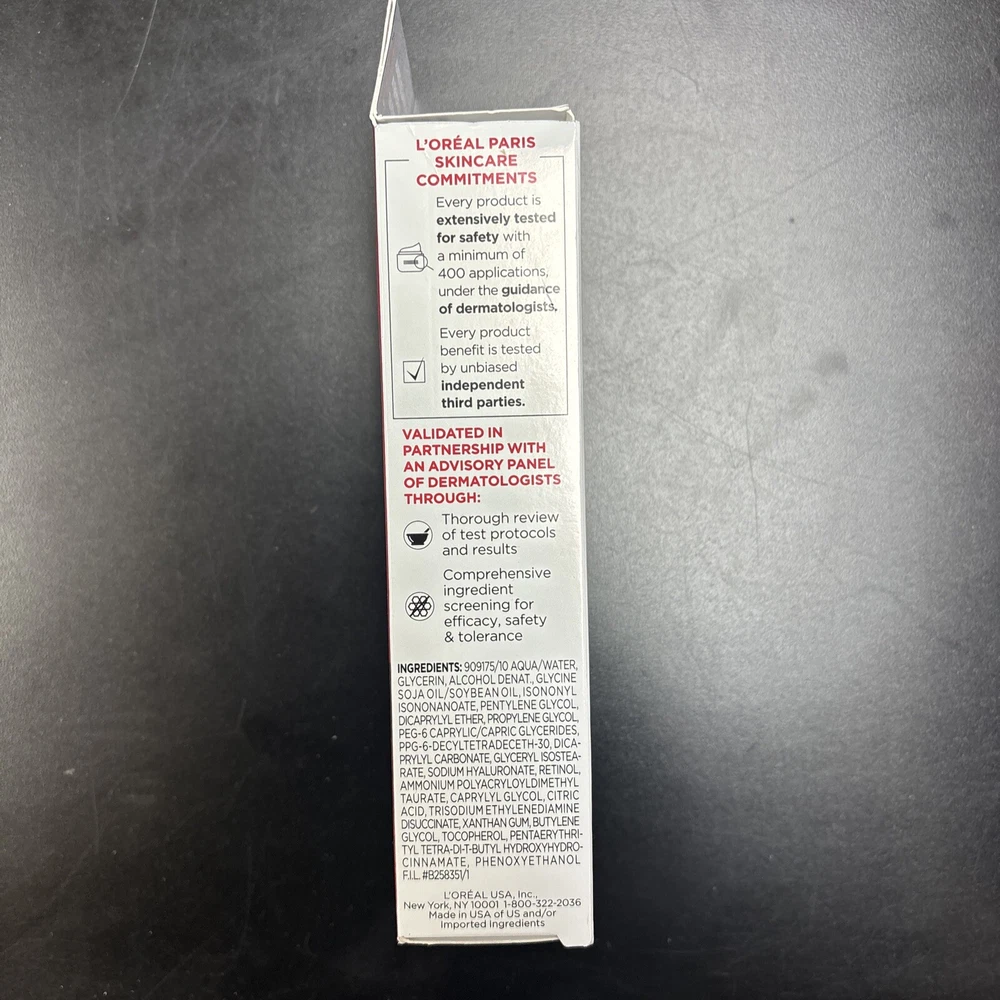 L'ORÉAL PARIS
SKINCARE
COMMITMENTS
Every product is
extensively tested
for safety with
a minimum of
400 applications,
under the guidance
of dermatologists.
Every product
benefit is tested
by unbiased
independent
third parties.
VALIDATED IN
PARTNERSHIP WITH
AN ADVISORY PANEL
OF DERMATOLOGISTS
THROUGH:
Thorough review
of test protocols
and results
Comprehensive
ingredient
screening for
efficacy, safety
& tolerance
INGREDIENTS: 909175/10 AQUA/WATER,
GLYCERIN, ALCOHOL DENAT., GLYCINE
SOJA OIL/SOYBEAN OIL, ISONONYL
ISONONANOATE, PENTYLENE GLYCOL,
DICAPRYLYL ETHER, PROPYLENE GLYCOL,
PEG-6 CAPRYLIC/CAPRIC GLYCERIDES,
PPG-6-DECYLTETRADECETH-30, DICA-
PRYLYL CARBONATE, GLYCERYL ISOSTEA-
RATE, SODIUM HYALURONATE, RETINOL,
AMMONIUM POLYACRYLOYLDIMETHYL
TAURATE, CAPRYLYL GLYCOL, CITRIC
ACID, TRISODIUM ETHYLENEDIAMINE
DISUCCINATE, XANTHAN GUM, BUTYLENE
GLYCOL, TOCOPHEROL, PENTAERYTHRI-
TYL TETRA-DI-T-BUTYL HYDROXYHYDRO-
CINNAMATE, PHENOXYETHANOL
F.I.L. #B258351/1
L'ORÉAL USA, Inc.,
New York, NY 10001 1-800-322-2036
Made in USA of US and/or
Imported Ingredients